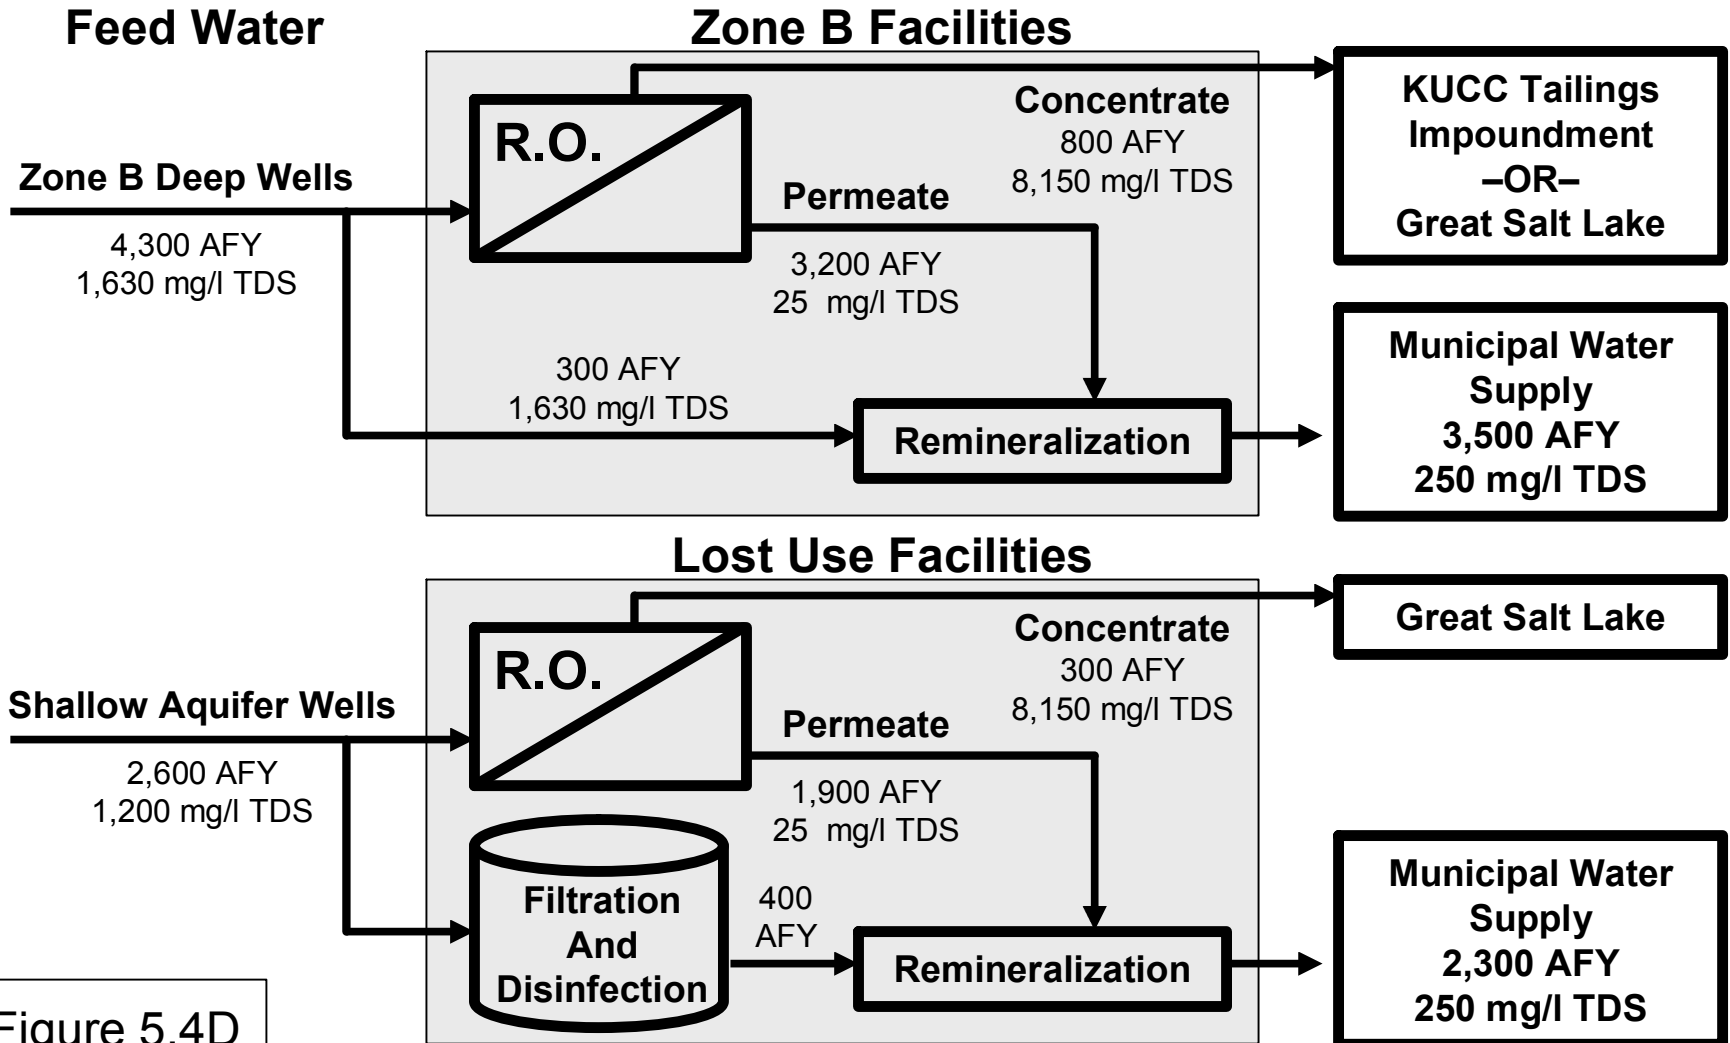 Feed Water
Zone B Facilities
R.O.
Concentrate
800 AFY
8,150 mg/l TDS
KUCC Tailings
Impoundment
–OR–
Great Salt Lake
Zone B Deep Wells
4,300 AFY
1,630 mg/l TDS
Permeate
3,200 AFY
25 mg/l TDS
300 AFY
1,630 mg/l TDS
Remineralization
Municipal Water
Supply
3,500 AFY
250 mg/l TDS
Lost Use Facilities
R.O.
Concentrate
300 AFY
8,150 mg/l TDS
Great Salt Lake
Shallow Aquifer Wells
2,600 AFY
1,200 mg/l TDS
Permeate
1,900 AFY
25 mg/l TDS
Filtration
And
Disinfection
400
AFY
Remineralization
Municipal Water
Supply
2,300 AFY
250 mg/l TDS
Figure 5.4D